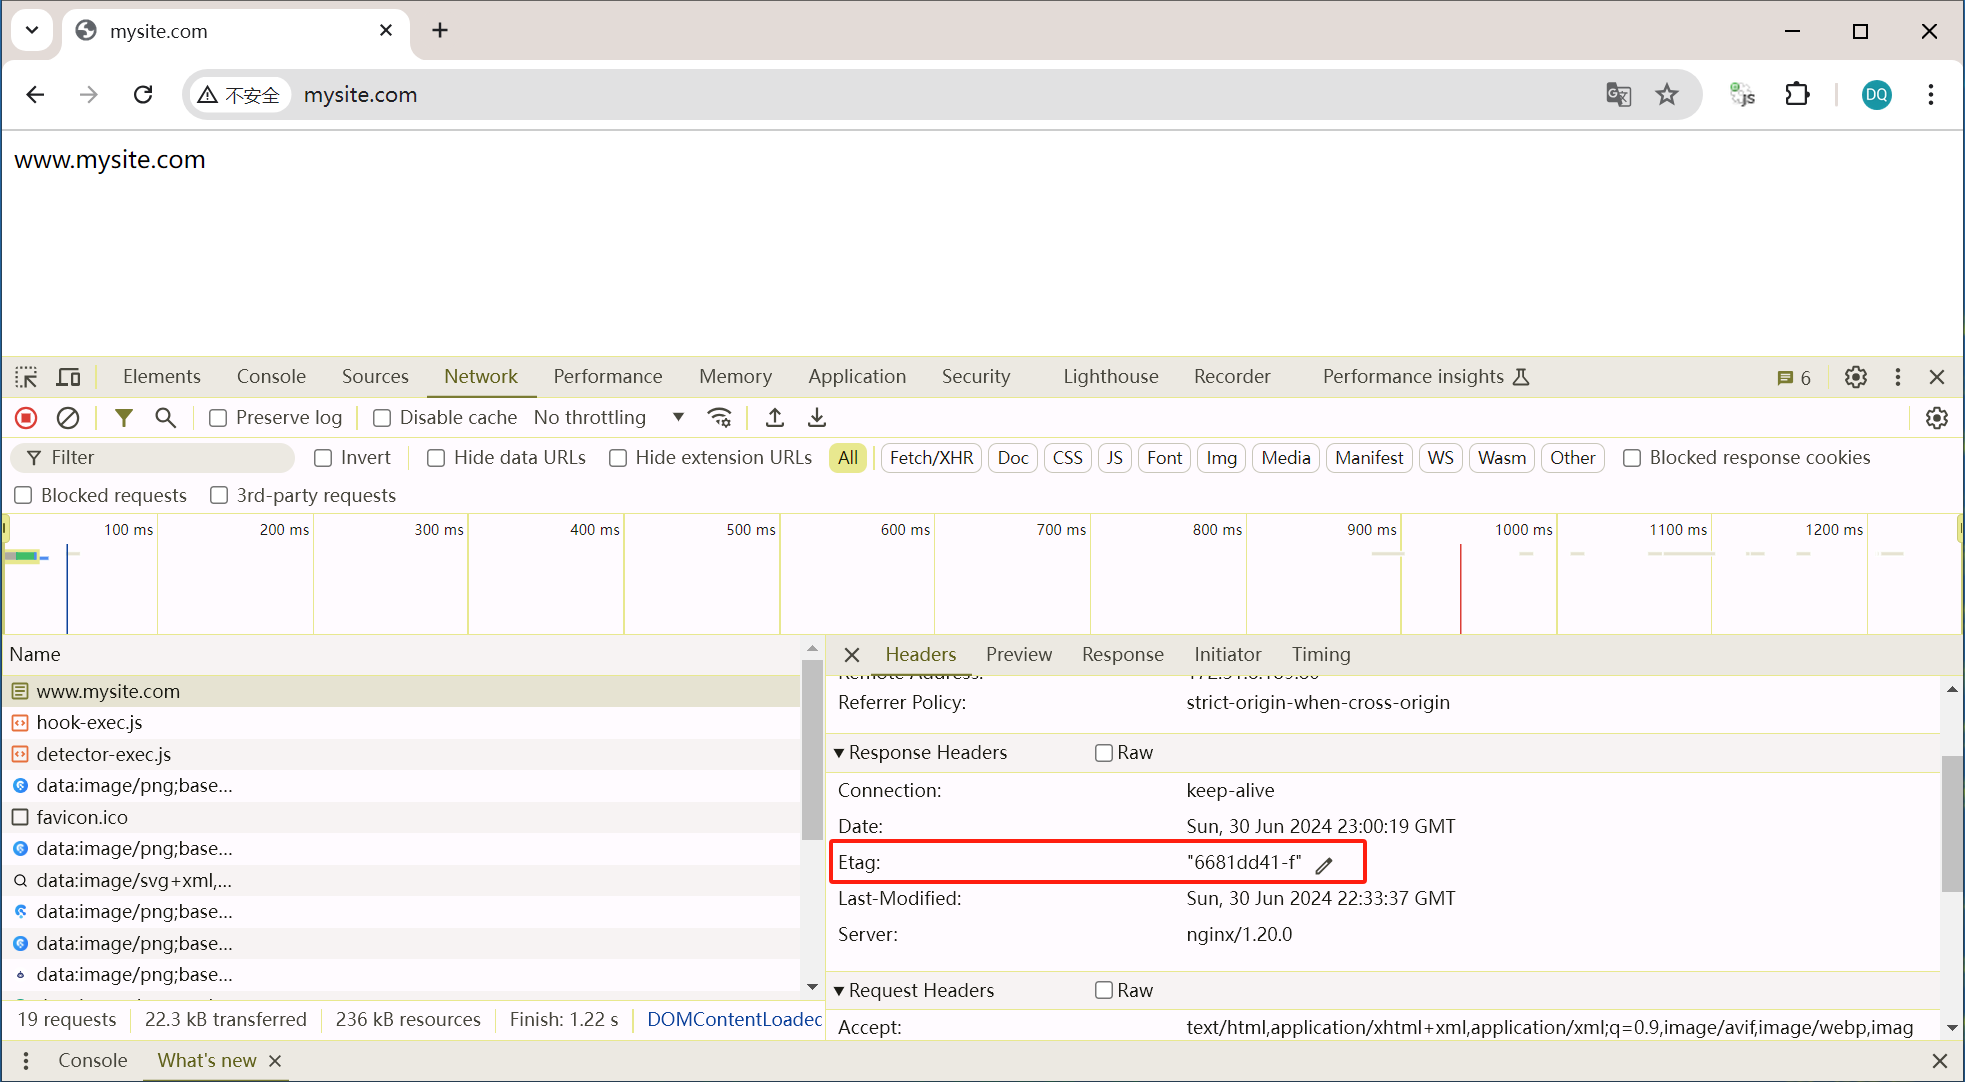 mysite.com
不安全 mysite.com DQ
www.mysite.com
Elements Console Sources Network Performance Memory Application Security Lighthouse Recorder Performance insights 6
Preserve log Disable cache No throttling
Filter Invert Hide data URLs Hide extension URLs All Fetch/XHR Doc CSS JS Font Img Media Manifest WS Wasm Other Blocked response cookies
Blocked requests 3rd-party requests
100 ms 200 ms 300 ms 400 ms 500 ms 600 ms 700 ms 800 ms 900 ms 1000 ms 1100 ms 1200 ms
Name
www.mysite.com
hook-exec.js
detector-exec.js
data:image/png;base...
favicon.ico
data:image/png;base...
data:image/svg+xml,...
data:image/png;base...
data:image/png;base...
data:image/png;base...
19 requests 22.3 kB transferred 236 kB resources Finish: 1.22 s DOMContentLoadec
Headers Preview Response Initiator Timing
Remote Address:
Referrer Policy: strict-origin-when-cross-origin
Response Headers Raw
Connection: keep-alive
Date: Sun, 30 Jun 2024 23:00:19 GMT
Etag: "6681dd41-f"
Last-Modified: Sun, 30 Jun 2024 22:33:37 GMT
Server: nginx/1.20.0
Request Headers Raw
Accept: text/html,application/xhtml+xml,application/xml;q=0.9,image/avif,image/webp,imag
Console What's new